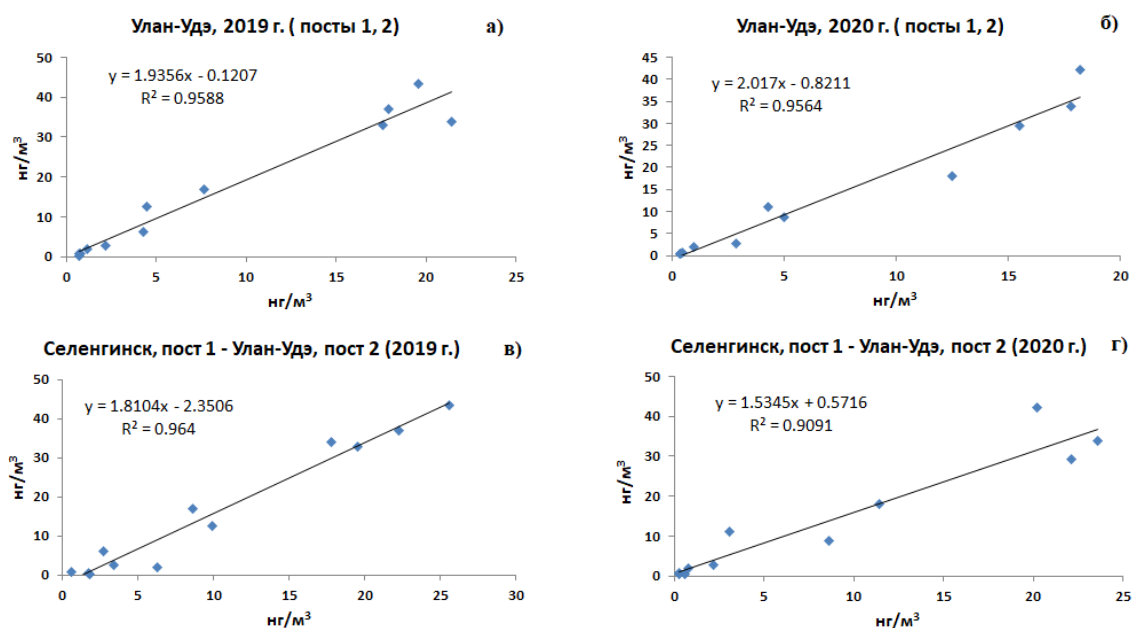 Улан-Удэ, 2019 г. ( посты 1, 2)
а)
y = 1.9356x - 0.1207
R² = 0.9588
нг/м³
50
40
30
20
10
0
0 5 10 15 20 25
нг/м³
Улан-Удэ, 2020 г. ( посты 1, 2)
б)
y = 2.017x - 0.8211
R² = 0.9564
нг/м³
45
40
35
30
25
20
15
10
5
0
0 5 10 15 20
нг/м³
Селенгинск, пост 1 - Улан-Удэ, пост 2 (2019 г.)
в)
y = 1.8104x - 2.3506
R² = 0.964
нг/м³
50
40
30
20
10
0
0 5 10 15 20 25 30
нг/м³
Селенгинск, пост 1 - Улан-Удэ, пост 2 (2020 г.)
г)
y = 1.5345x + 0.5716
R² = 0.9091
нг/м³
50
40
30
20
10
0
0 5 10 15 20 25
нг/м³